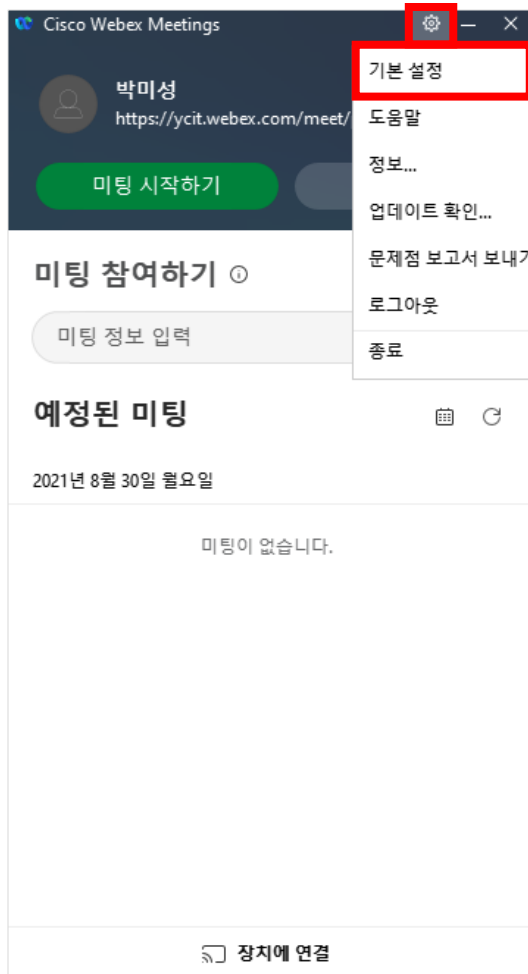 Cisco Webex Meetings
박미성
https://ycit.webex.com/meet/
미팅 시작하기
기본 설정
도움말
정보...
업데이트 확인...
문제점 보고서 보내기
로그아웃
종료
미팅 참여하기
미팅 정보 입력
예정된 미팅
2021년 8월 30일 월요일
미팅이 없습니다.
장치에 연결